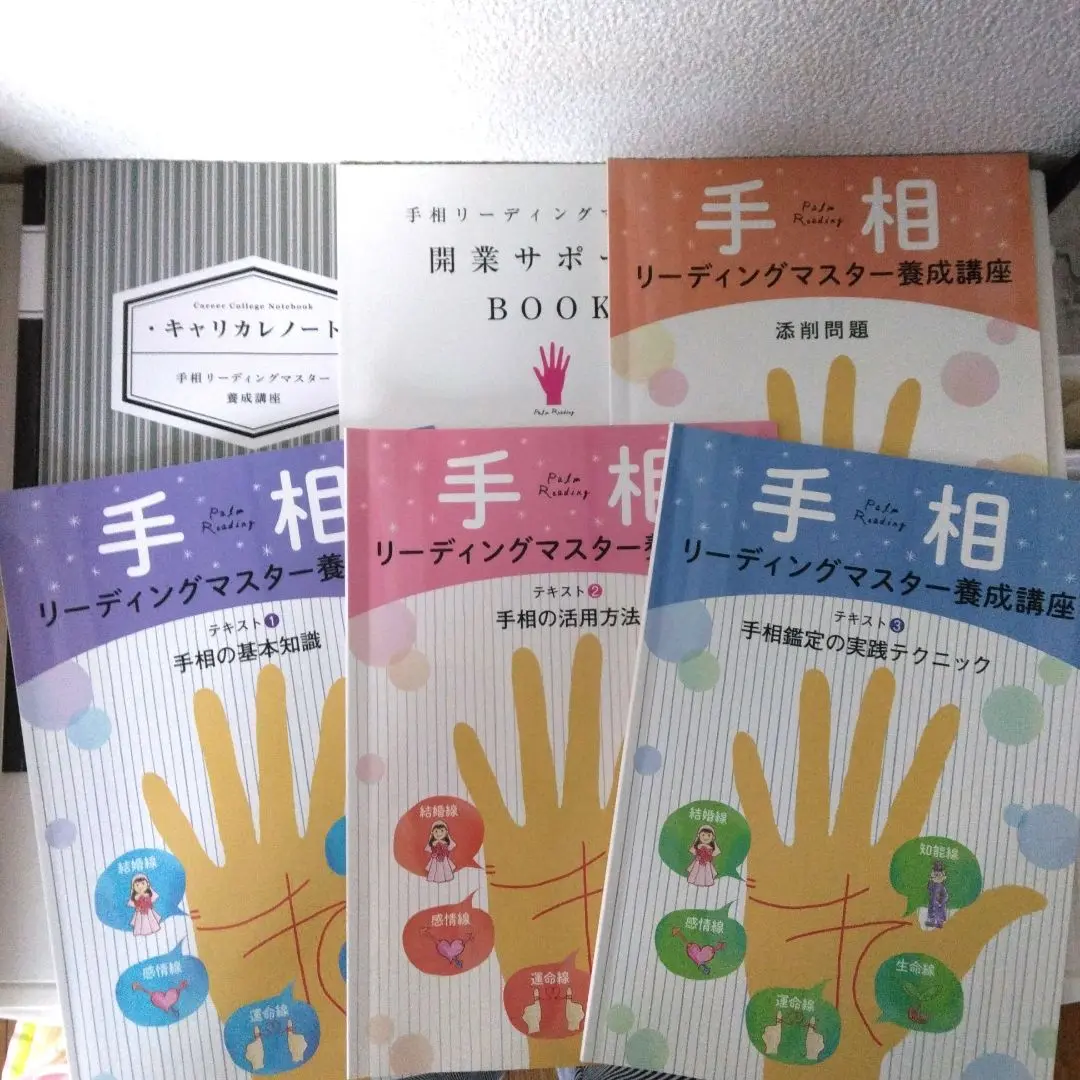 Career College Notebook
・キャリカレノート
手相リーディングマスター
養成講座
手相リーディングマ
開業サポー
BOOK
Palm Reading
手相
Palm
Reading
リーディングマスター養成講座
添削問題
手相
Palm
Reading
リーディングマスター養
テキスト1
手相の基本知識
結婚線
感情線
運命線
手相
Palm
Reading
リーディングマスター養
テキスト2
手相の活用方法
結婚線
感情線
運命線
手相
Palm
Reading
リーディングマスター養成講座
テキスト3
手相鑑定の実践テクニック
結婚線
知能線
感情線
生命線
運命線